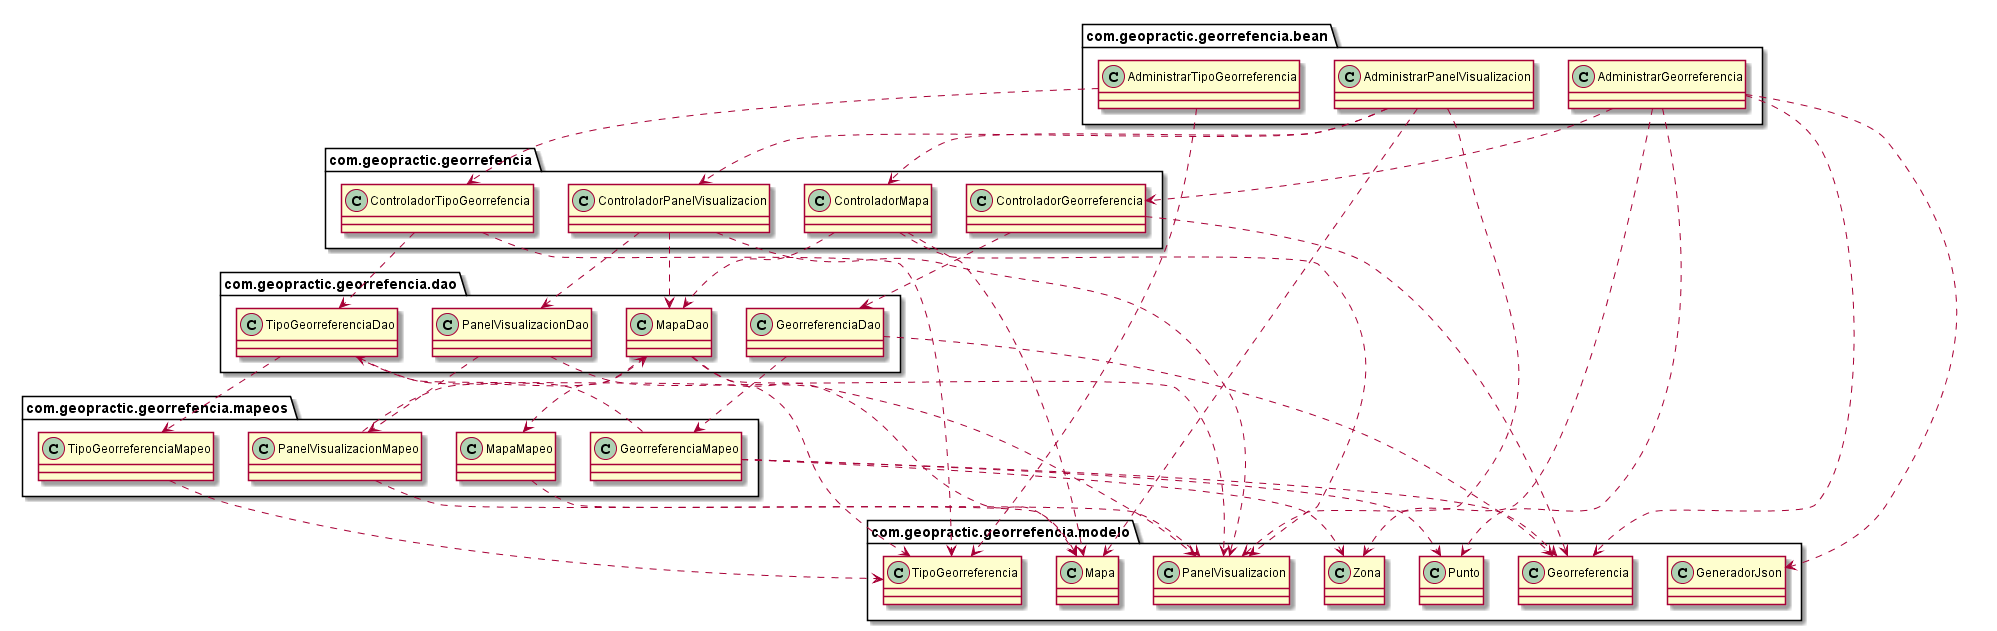 com.geopractic.georrefencia.bean
C AdministrarTipoGeorreferencia
C AdministrarPanelVisualizacion
C AdministrarGeorreferencia
com.geopractic.georrefencia
C ControladorTipoGeorrefencia
C ControladorPanelVisualizacion
C ControladorMapa
C ControladorGeorreferencia
com.geopractic.georrefencia.dao
C TipoGeorreferenciaDao
C PanelVisualizacionDao
C MapaDao
C GeorreferenciaDao
com.geopractic.georrefencia.mapeos
C TipoGeorreferenciaMapeo
C PanelVisualizacionMapeo
C MapaMapeo
C GeorreferenciaMapeo
com.geopractic.georrefencia.modelo
C TipoGeorreferencia
C Mapa
C PanelVisualizacion
C Zona
C Punto
C Georreferencia
C GeneradorJson